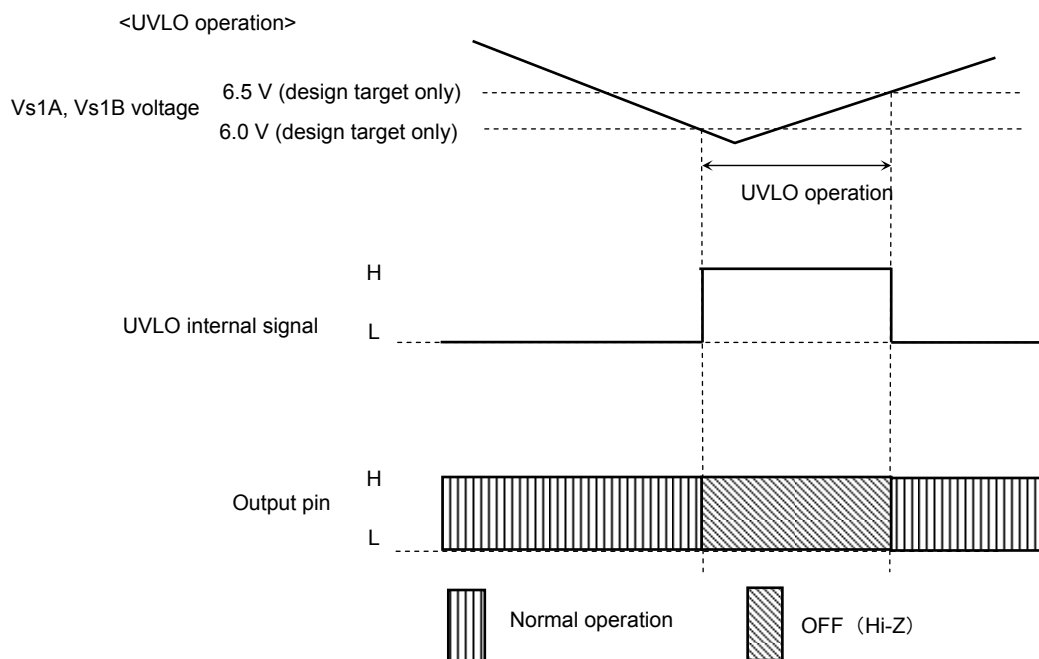 <UVLO operation>
Vs1A, Vs1B voltage
6.5 V (design target only)
6.0 V (design target only)
UVLO operation
UVLO internal signal
H
L
Output pin
H
L
Normal operation
OFF（Hi-Z）